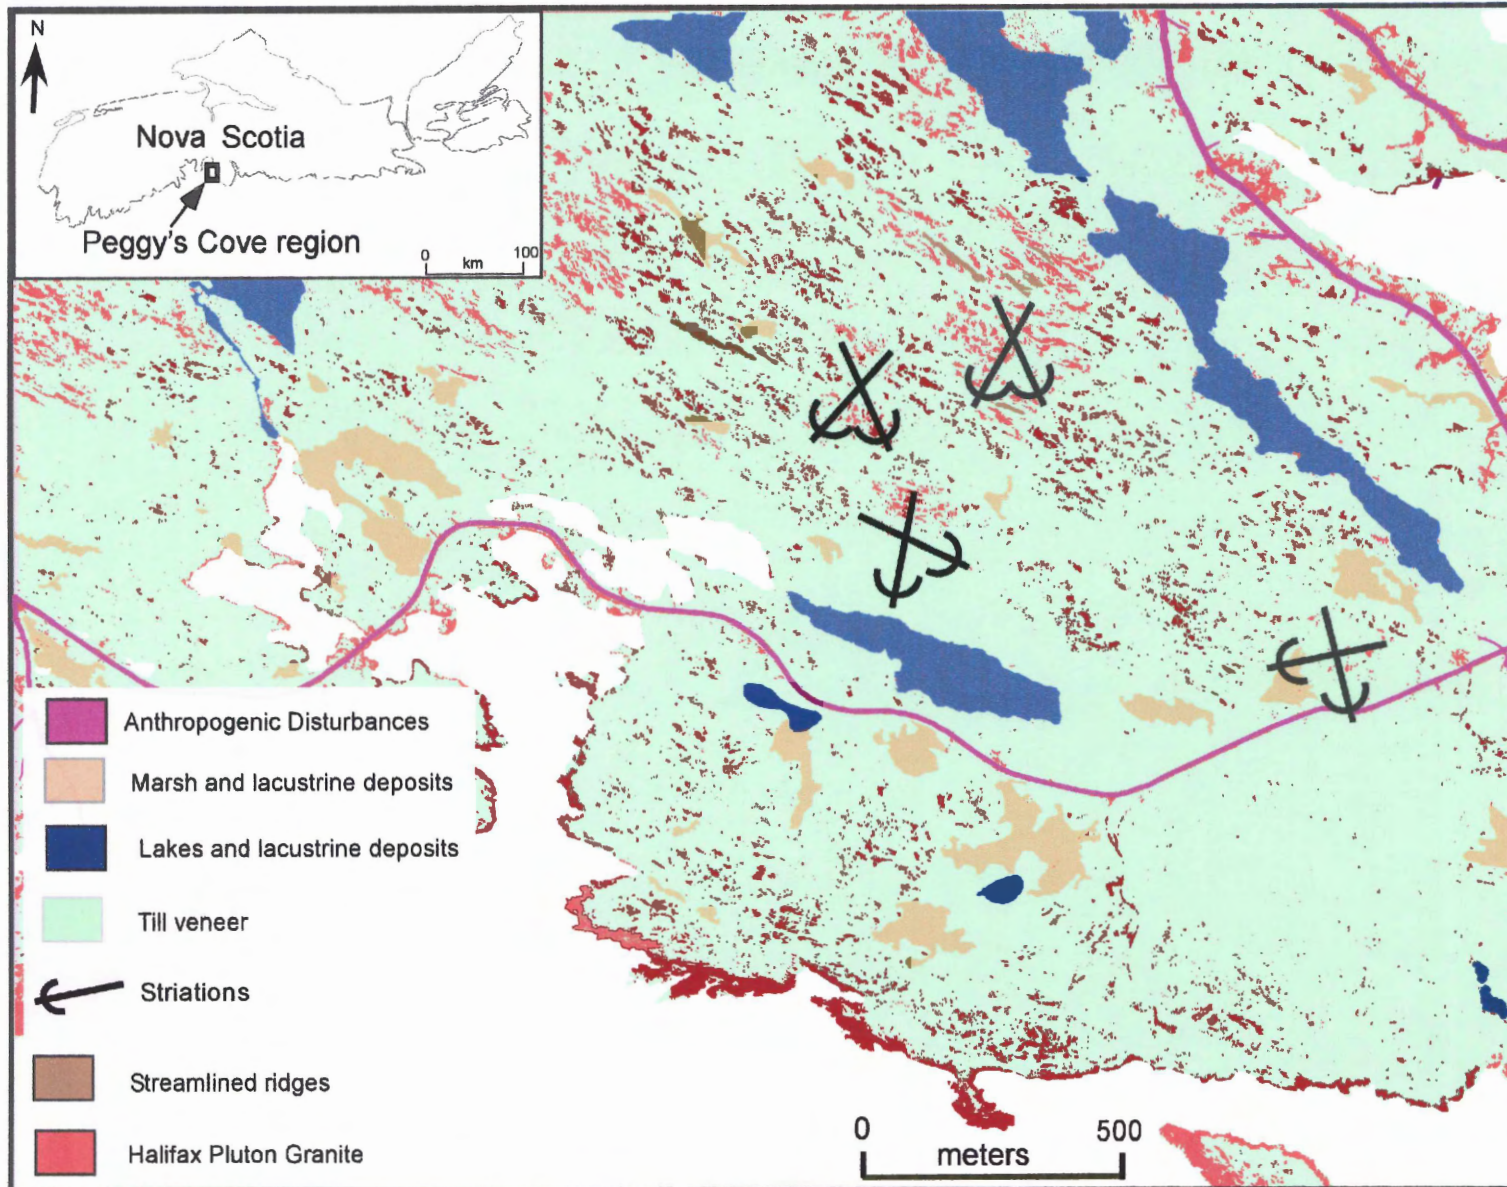 N
Nova Scotia
Peggy's Cove region
0 100
km
Anthropogenic Disturbances
Marsh and lacustrine deposits
Lakes and lacustrine deposits
Till veneer
Striations
Streamlined ridges
Halifax Pluton Granite
0 500
meters